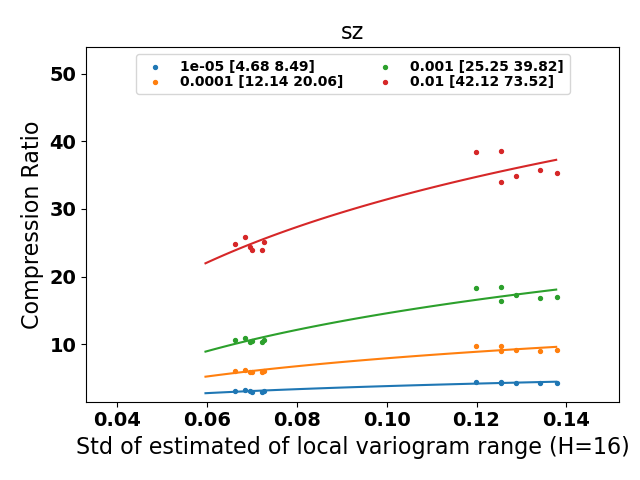 sz
1e-05 [4.68 8.49]
0.0001 [12.14 20.06]
0.001 [25.25 39.82]
0.01 [42.12 73.52]
Compression Ratio
50
40
30
20
10
0.04 0.06 0.08 0.10 0.12 0.14
Std of estimated of local variogram range (H=16)